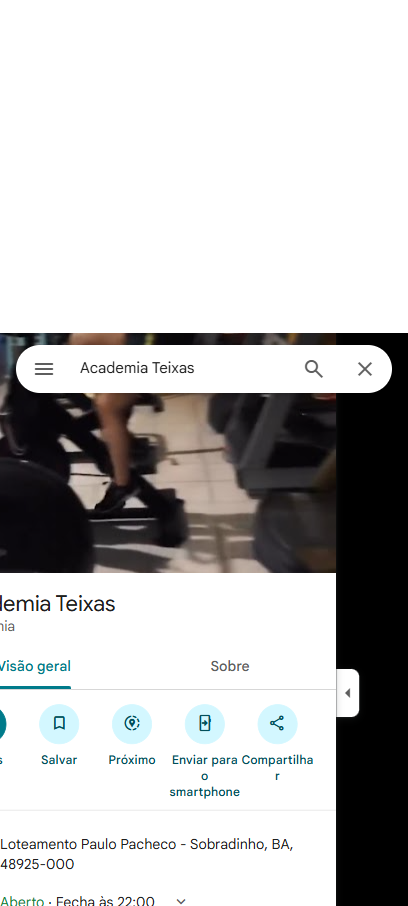 Academia Teixas
demia Teixas
nia
Visão geral Sobre
s Salvar Próximo Enviar para o smartphone Compartilhar
Loteamento Paulo Pacheco - Sobradinho, BA,
48925-000
Aberto · Fecha às 22:00